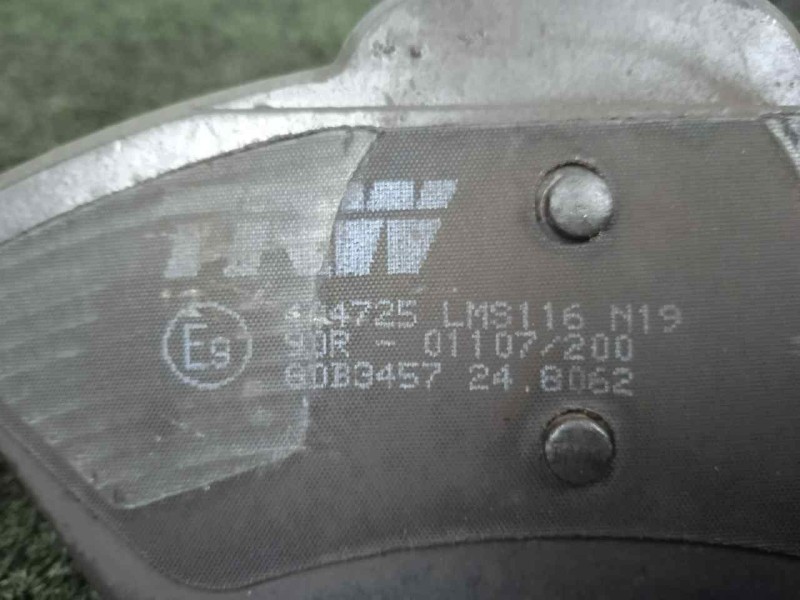 TRW
E9
LMS116 N19
90R - 01107/200
GDB3457 24.8062